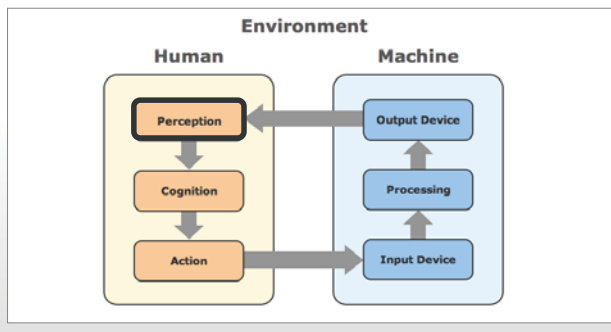 Environment
Human
Machine
Perception
Cognition
Action
Output Device
Processing
Input Device